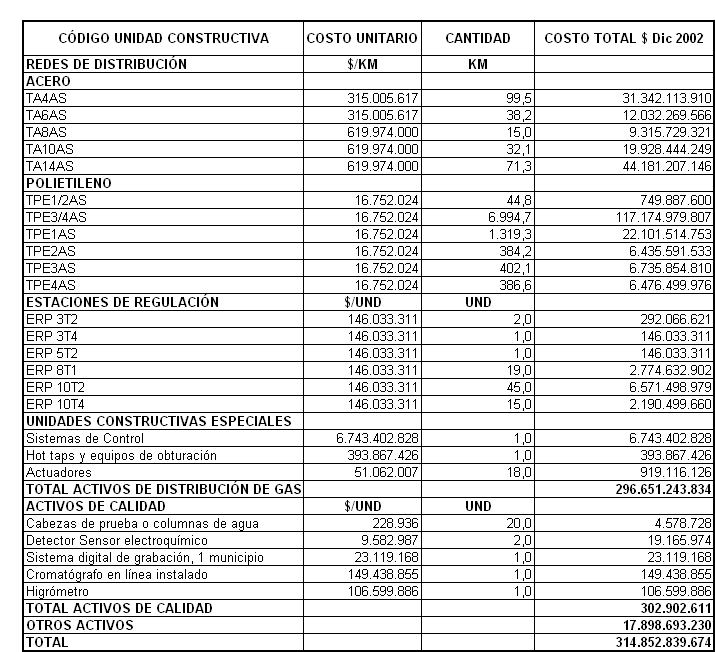 CÓDIGO UNIDAD CONSTRUCTIVA COSTO UNITARIO CANTIDAD COSTO TOTAL $ Dic 2002
REDES DE DISTRIBUCIÓN $/KM KM
ACERO
TA4AS 315.005.617 99,5 31.342.113.910
TA6AS 315.005.617 38,2 12.032.269.566
TA8AS 619.974.000 15,0 9.315.729.321
TA10AS 619.974.000 32,1 19.928.444.249
TA14AS 619.974.000 71,3 44.181.207.146
POLIETILENO
TPE1/2AS 16.752.024 44,8 749.887.600
TPE3/4AS 16.752.024 6.994,7 117.174.979.807
TPE1AS 16.752.024 1.319,3 22.101.514.753
TPE2AS 16.752.024 384,2 6.435.591.533
TPE3AS 16.752.024 402,1 6.735.854.810
TPE4AS 16.752.024 386,6 6.476.499.976
ESTACIONES DE REGULACIÓN $/UND UND
ERP 3T2 146.033.311 2,0 292.066.621
ERP 3T4 146.033.311 1,0 146.033.311
ERP 5T2 146.033.311 1,0 146.033.311
ERP 8T1 146.033.311 19,0 2.774.632.902
ERP 10T2 146.033.311 45,0 6.571.498.979
ERP 10T4 146.033.311 15,0 2.190.499.660
UNIDADES CONSTRUCTIVAS ESPECIALES
Sistemas de Control 6.743.402.828 1,0 6.743.402.828
Hot taps y equipos de obturación 393.867.426 1,0 393.867.426
Actuadores 51.062.007 18,0 919.116.126
TOTAL ACTIVOS DE DISTRIBUCIÓN DE GAS 296.651.243.834
ACTIVOS DE CALIDAD $/UND UND
Cabezas de prueba o columnas de agua 228.936 20,0 4.578.728
Detector Sensor electroquímico 9.582.987 2,0 19.165.974
Sistema digital de grabación, 1 municipio 23.119.168 1,0 23.119.168
Cromatógrafo en línea instalado 149.438.855 1,0 149.438.855
Higrómetro 106.599.886 1,0 106.599.886
TOTAL ACTIVOS DE CALIDAD 302.902.611
OTROS ACTIVOS 17.898.693.230
TOTAL 314.852.839.674